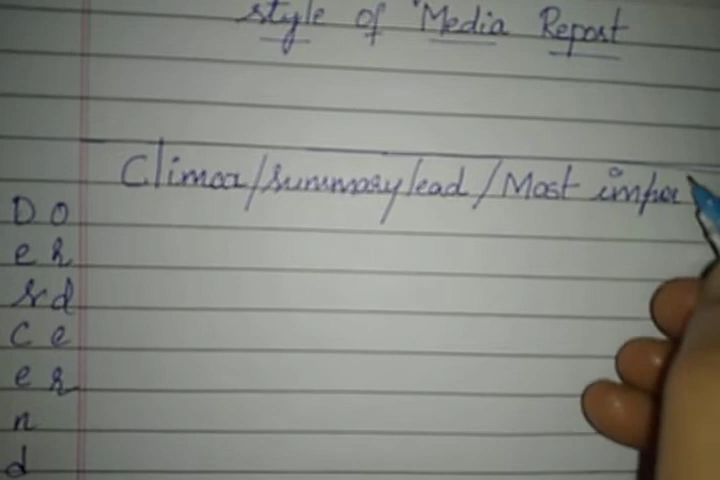 style of Media Report
Climax/summary lead/Most impor
D O
e r
s d
c e
e r
n
d